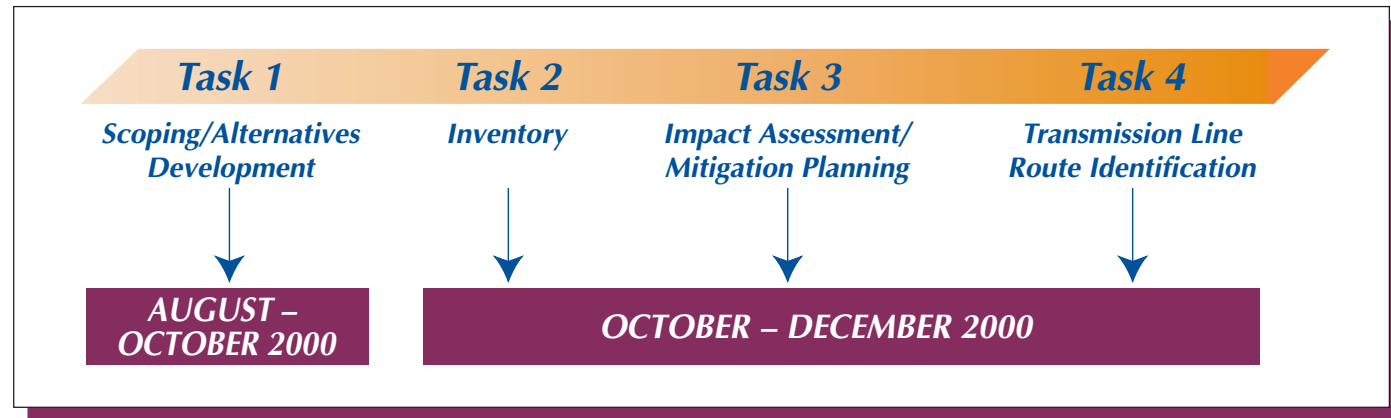 Task 1
Task 2
Task 3
Task 4
Scoping/Alternatives
Development
Inventory
Impact Assessment/
Mitigation Planning
Transmission Line
Route Identification
AUGUST –
OCTOBER 2000
OCTOBER – DECEMBER 2000